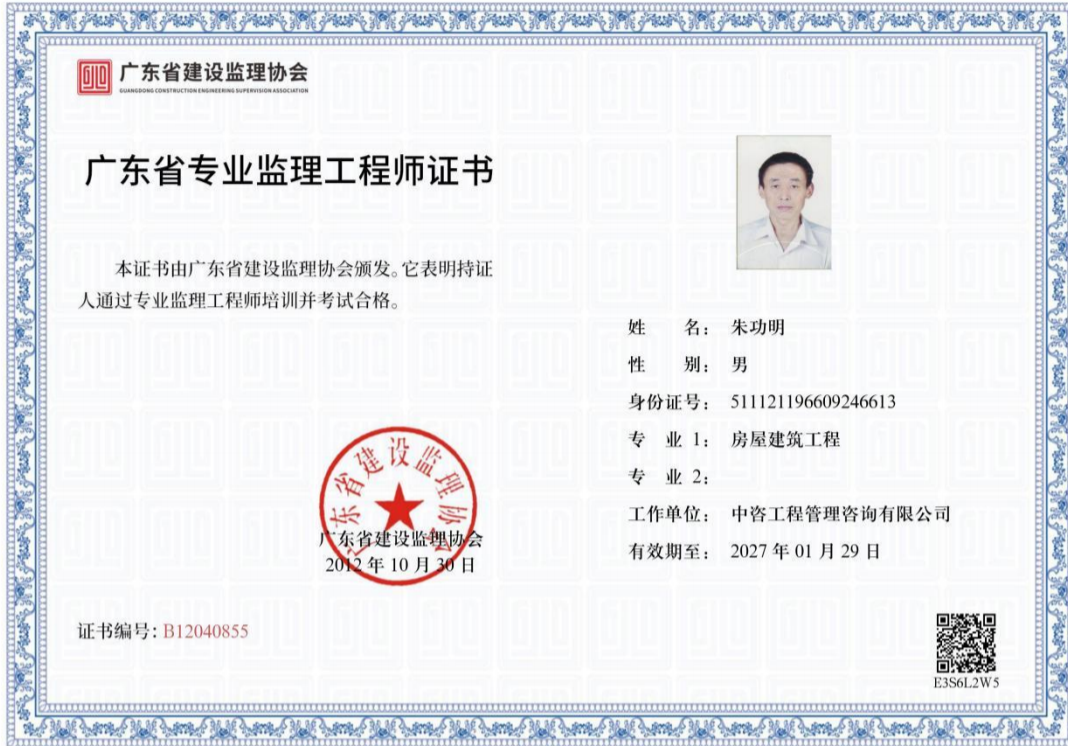 广东省建设监理协会
GUANGDONG CONSTRUCTION ENGINEERING SUPERVISION ASSOCIATION
广东省专业监理工程师证书
本证书由广东省建设监理协会颁发。它表明持证
人通过专业监理工程师培训并考试合格。
姓 名： 朱功明
性 别： 男
身份证号： 511121196609246613
专 业 1： 房屋建筑工程
专 业 2：
工作单位： 中咨工程管理咨询有限公司
有效期至： 2027 年 01 月 29 日
广东省建设监理协会
广东省建设监理协会
2012 年 10 月 30 日
证书编号：B12040855
E3S6L2W5